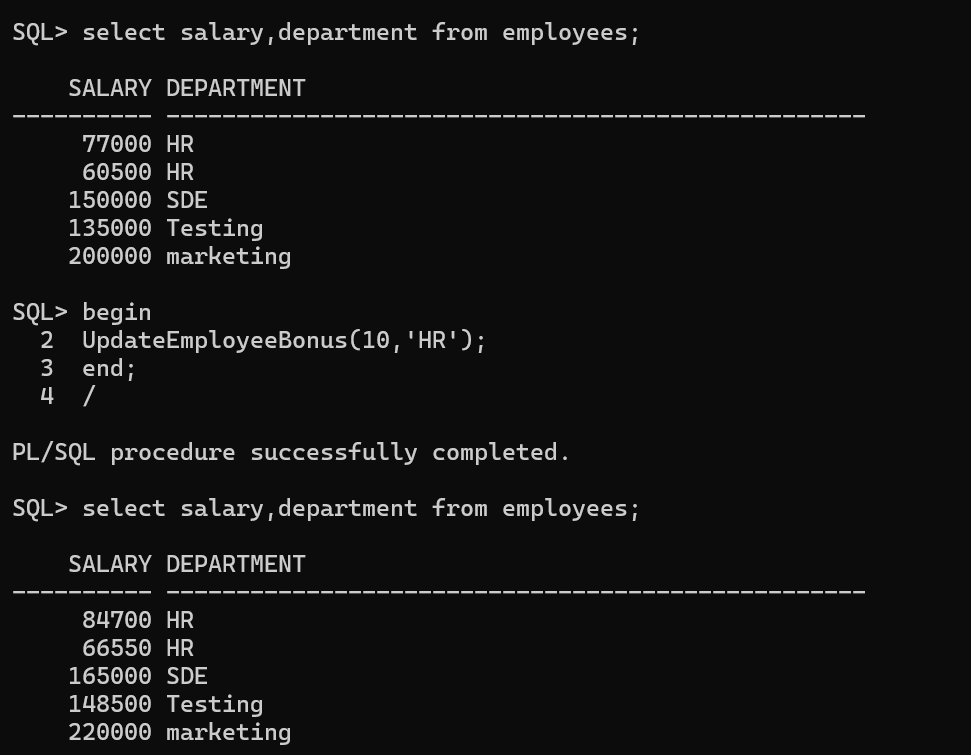 SQL> select salary,department from employees;
    SALARY DEPARTMENT
---------- --------------------------------------------------
     77000 HR
     60500 HR
    150000 SDE
    135000 Testing
    200000 marketing
SQL> begin
  2  UpdateEmployeeBonus(10,'HR');
  3  end;
  4  /
PL/SQL procedure successfully completed.
SQL> select salary,department from employees;
    SALARY DEPARTMENT
---------- --------------------------------------------------
     84700 HR
     66550 HR
    165000 SDE
    148500 Testing
    220000 marketing